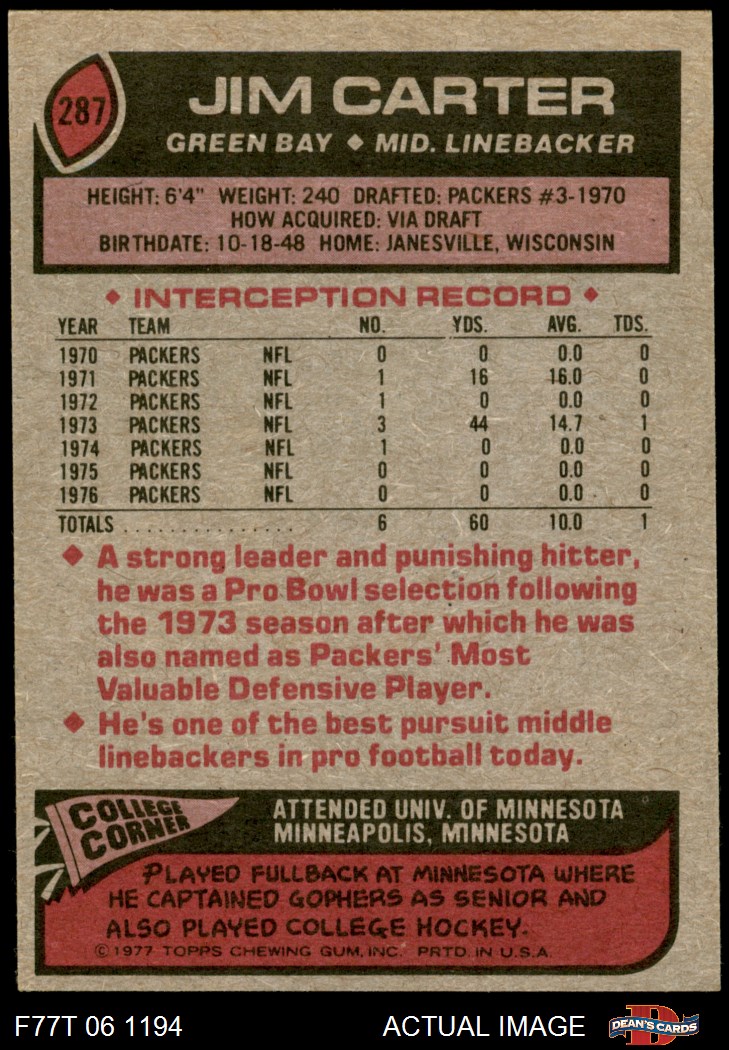 287
JIM CARTER
GREEN BAY ◆ MID. LINEBACKER
HEIGHT: 6'4" WEIGHT: 240 DRAFTED: PACKERS #3-1970
HOW ACQUIRED: VIA DRAFT
BIRTHDATE: 10-18-48 HOME: JANESVILLE, WISCONSIN
◆ INTERCEPTION RECORD ◆
YEAR TEAM NO. YDS. AVG. TDS.
1970 PACKERS NFL 0 0 0.0 0
1971 PACKERS NFL 1 16 16.0 0
1972 PACKERS NFL 1 0 0.0 0
1973 PACKERS NFL 3 44 14.7 1
1974 PACKERS NFL 1 0 0.0 0
1975 PACKERS NFL 0 0 0.0 0
1976 PACKERS NFL 0 0 0.0 0
TOTALS . . . . . . . . . . . . . . . . 6 60 10.0 1
◆ A strong leader and punishing hitter,
he was a Pro Bowl selection following
the 1973 season after which he was
also named as Packers' Most
Valuable Defensive Player.
◆ He's one of the best pursuit middle
linebackers in pro football today.
COLLEGE
CORNER
ATTENDED UNIV. OF MINNESOTA
MINNEAPOLIS, MINNESOTA
PLAYED FULLBACK AT MINNESOTA WHERE
HE CAPTAINED GOPHERS AS SENIOR AND
ALSO PLAYED COLLEGE HOCKEY.
© 1977 TOPPS CHEWING GUM, INC. PRTD. IN U.S.A.
F77T 06 1194 ACTUAL IMAGE
D
DEAN'S CARDS